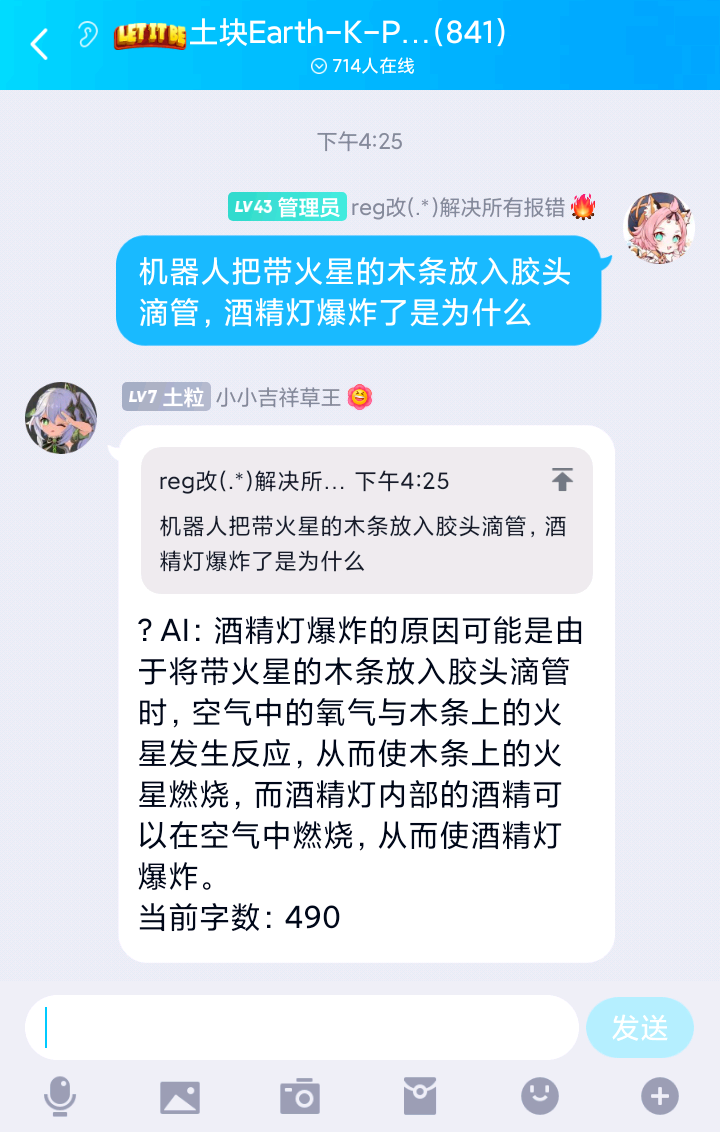 LET IT BE 土块Earth-K-P...(841)
714人在线
下午4:25
LV43 管理员 reg改(.*)解决所有报错
机器人把带火星的木条放入胶头
滴管,酒精灯爆炸了是为什么
LV7 土粒 小小吉祥草王
reg改(.*)解决所... 下午4:25
机器人把带火星的木条放入胶头滴管,酒
精灯爆炸了是为什么
? AI:酒精灯爆炸的原因可能是由
于将带火星的木条放入胶头滴管
时,空气中的氧气与木条上的火
星发生反应,从而使木条上的火
星燃烧,而酒精灯内部的酒精可
以在空气中燃烧,从而使酒精灯
爆炸。
当前字数:490
发送